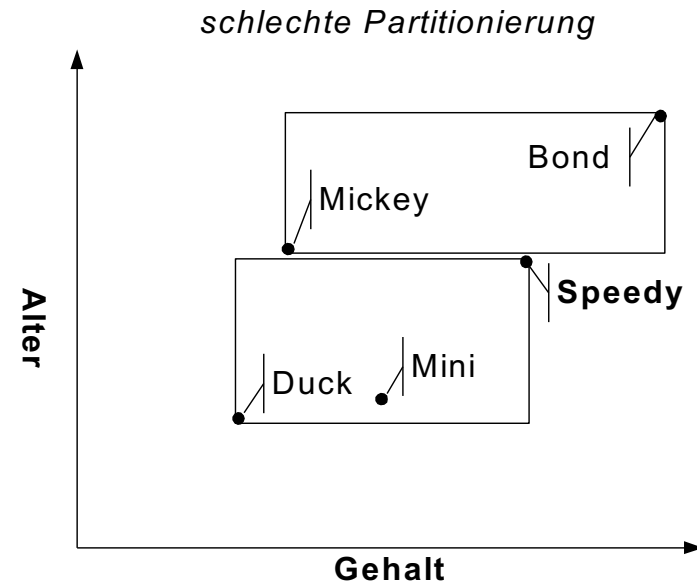 schlechte Partitionierung
Bond
Mickey
Speedy
Alter
Mini
Duck
Gehalt